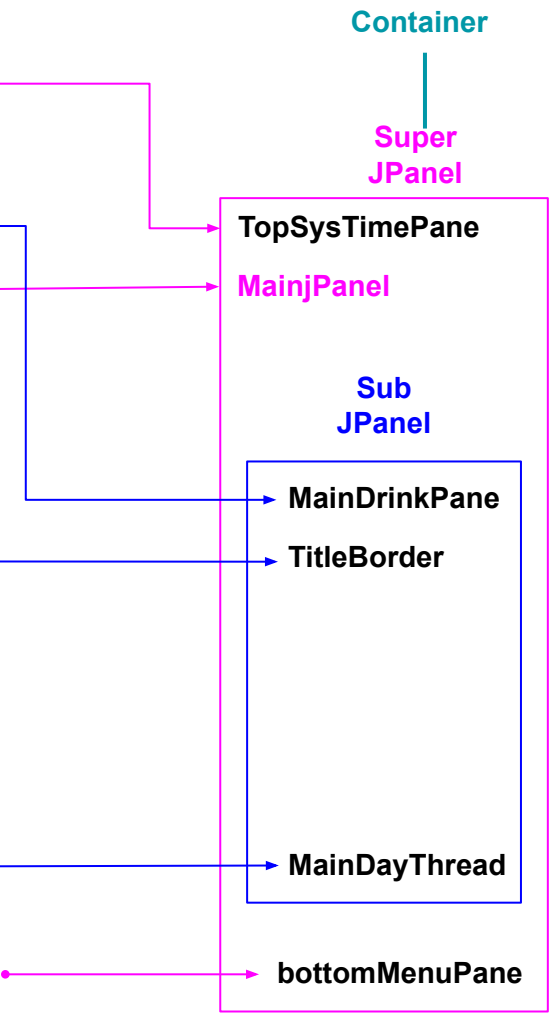 Container
Super
JPanel
TopSysTimePane
MainjPanel
Sub
JPanel
MainDrinkPane
TitleBorder
MainDayThread
bottomMenuPane